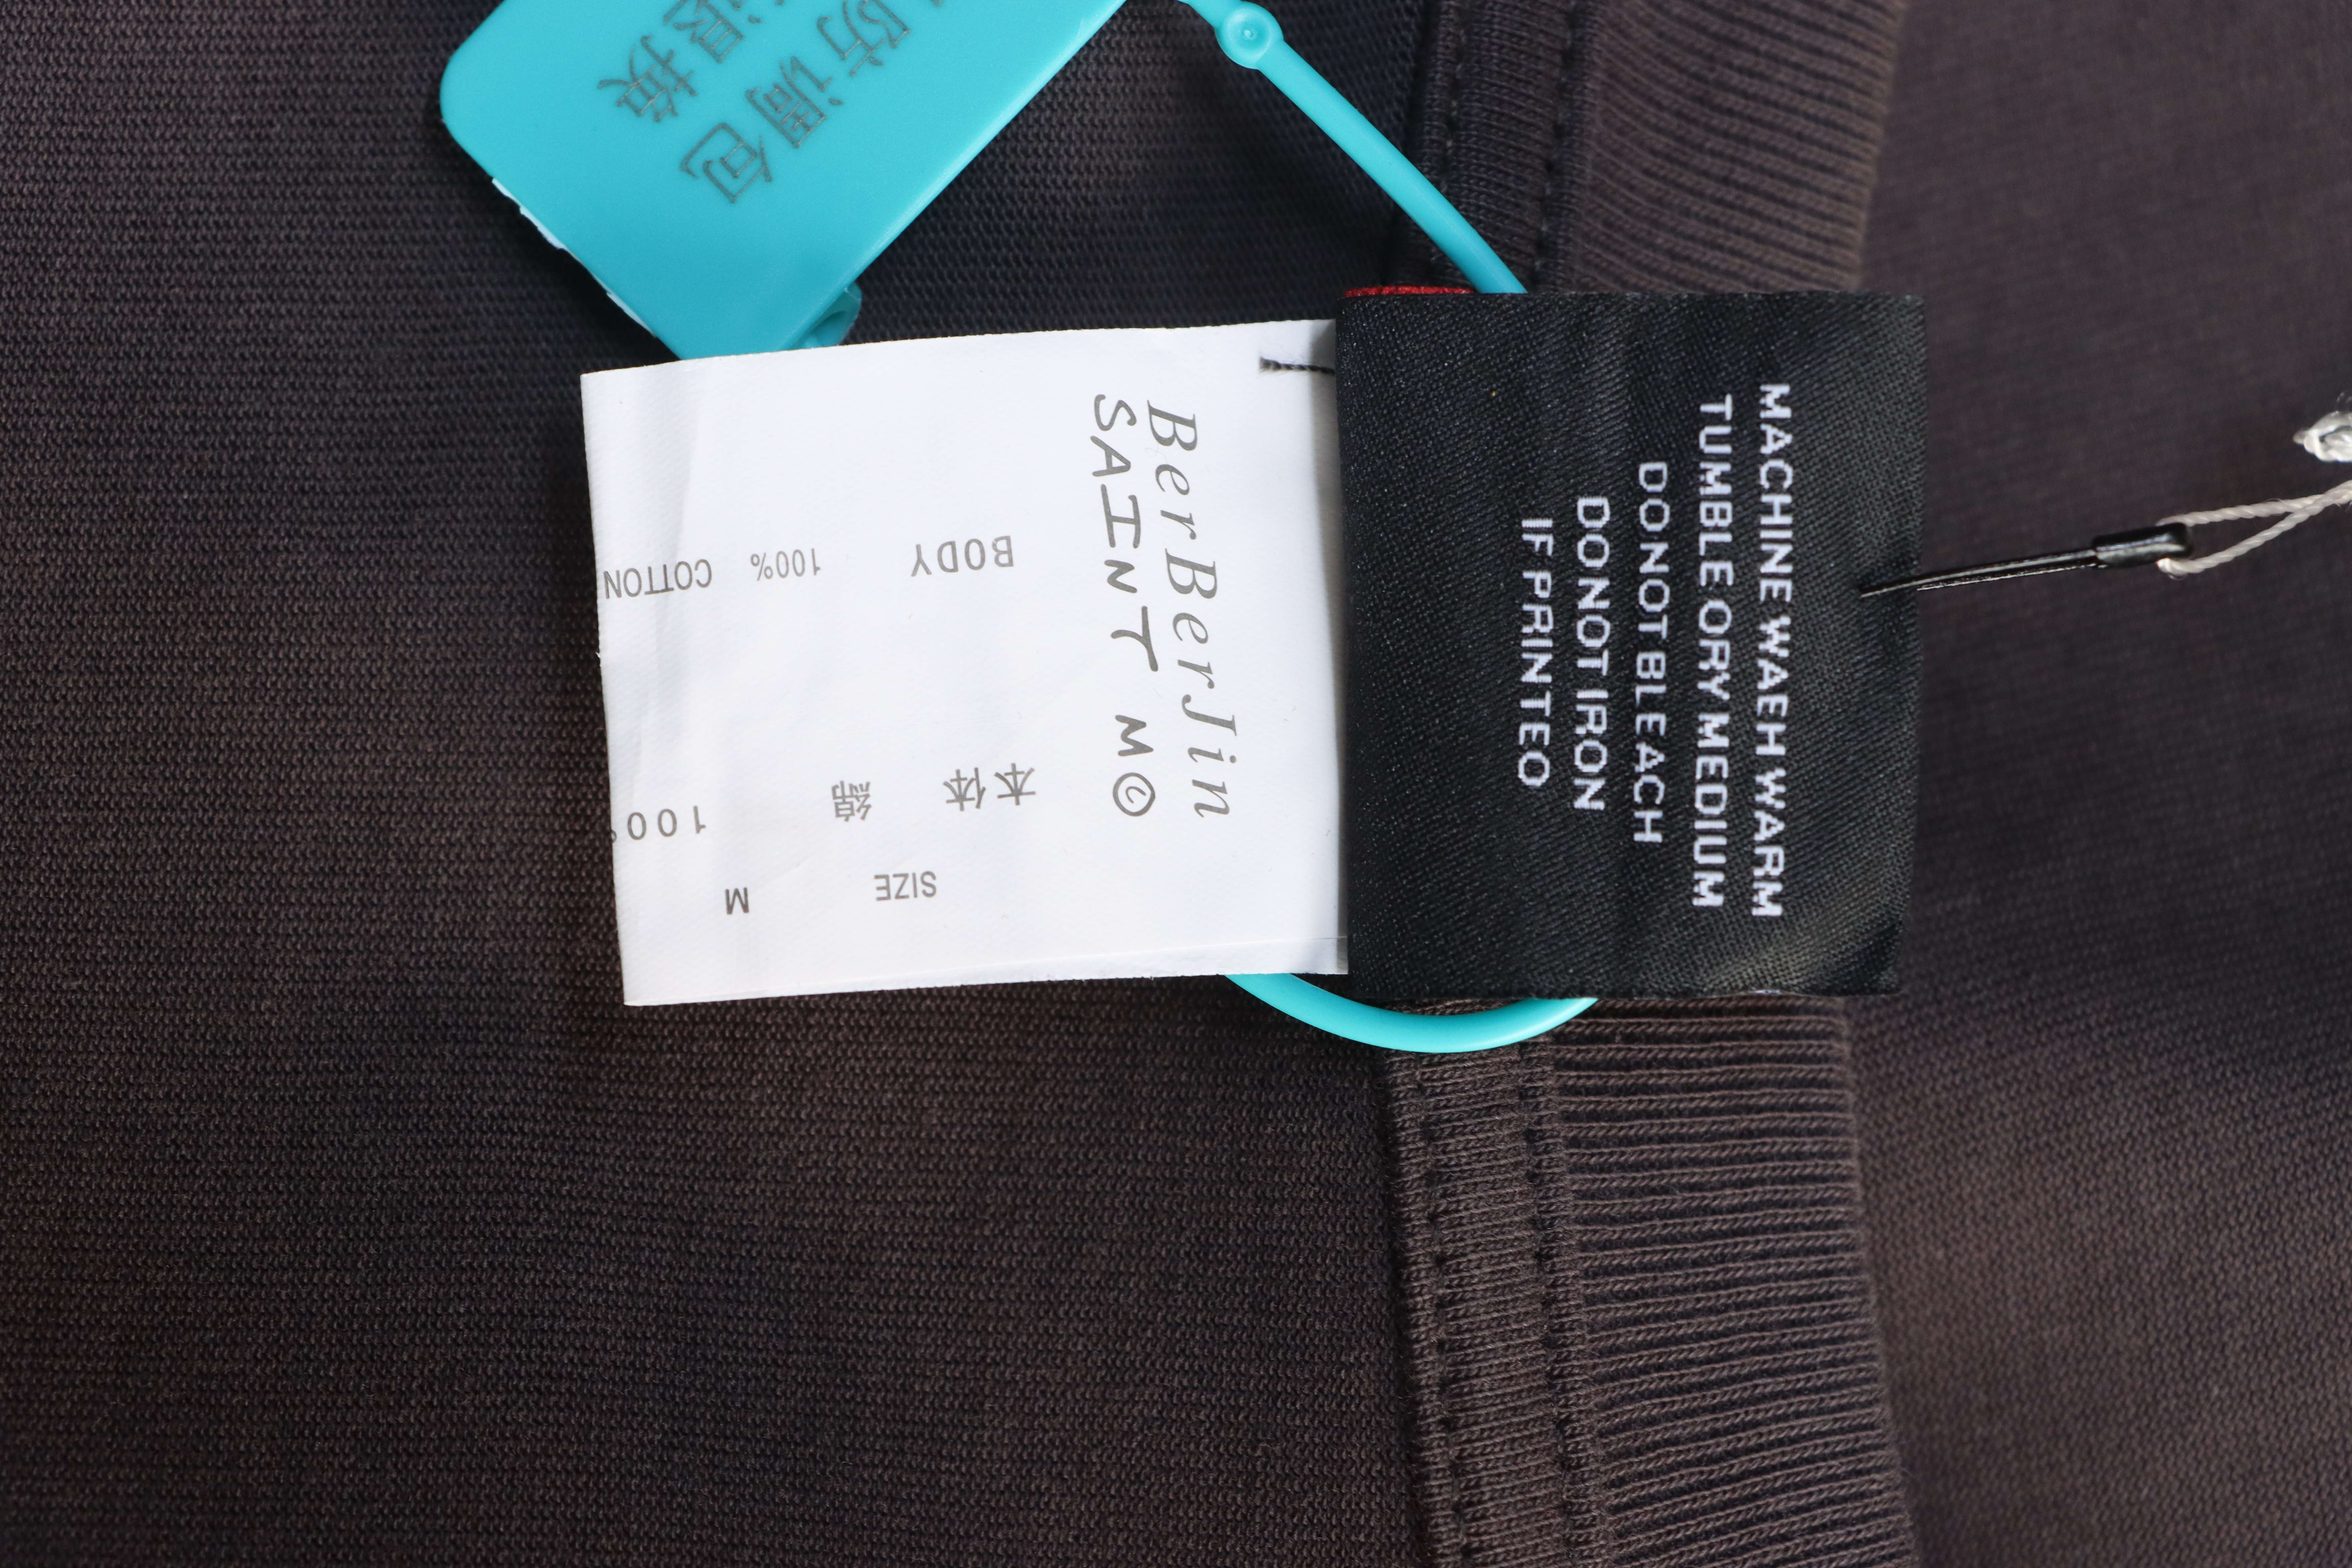 防调包
退换
BerBerJin
SAINT M
BODY 100% COTTON
本体 綿 100
SIZE M
MACHINE WAEH WARM
TUMBLE ORY MEDIUM
DO NOT BLEACH
DO NOT IRON
IF PRINTEO